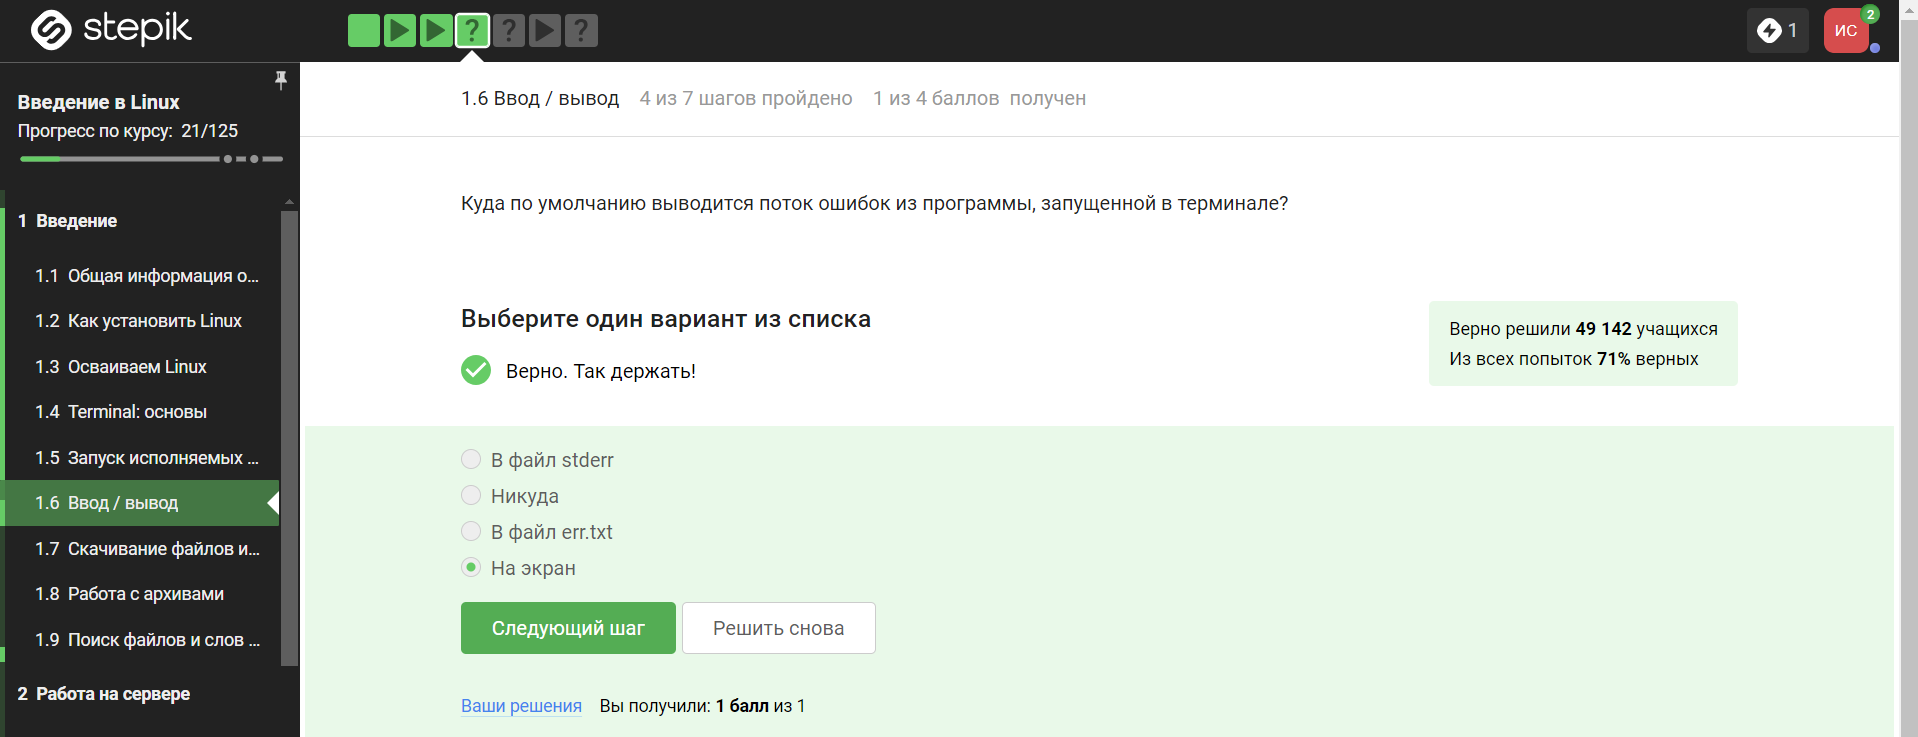 stepik
?
?
?
1
ИС
2
Введение в Linux
Прогресс по курсу: 21/125
1 Введение
1.1 Общая информация о...
1.2 Как установить Linux
1.3 Осваиваем Linux
1.4 Terminal: основы
1.5 Запуск исполняемых ...
1.6 Ввод / вывод
1.7 Скачивание файлов и...
1.8 Работа с архивами
1.9 Поиск файлов и слов ...
2 Работа на сервере
1.6 Ввод / вывод 4 из 7 шагов пройдено 1 из 4 баллов получен
Куда по умолчанию выводится поток ошибок из программы, запущенной в терминале?
Выберите один вариант из списка
Верно. Так держать!
Верно решили 49 142 учащихся
Из всех попыток 71% верных
В файл stderr
Никуда
В файл err.txt
На экран
Следующий шаг
Решить снова
Ваши решения Вы получили: 1 балл из 1